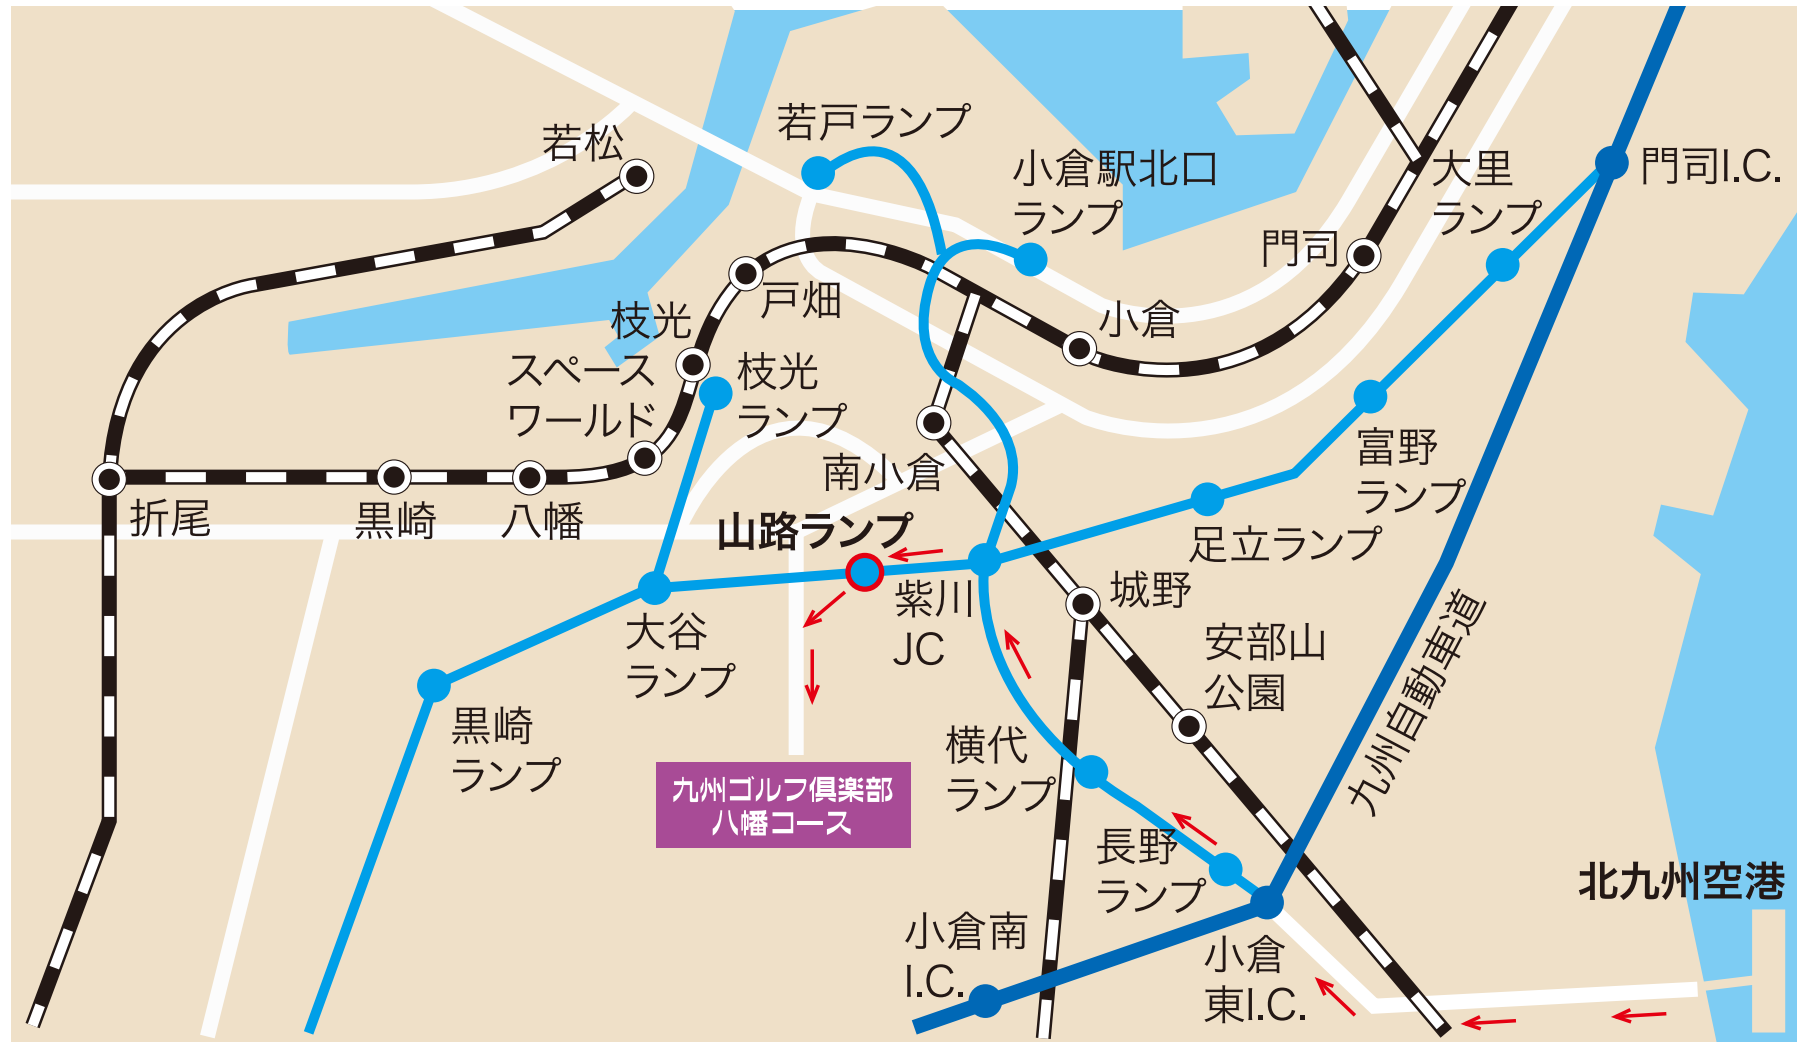 若戸ランプ
若松
小倉駅北口
ランプ
大里
ランプ
門司I.C.
門司
戸畑
小倉
枝光
スペース
ワールド
枝光
ランプ
南小倉
富野
ランプ
折尾
黒崎
八幡
山路ランプ
足立ランプ
紫川
JC
城野
大谷
ランプ
安部山
公園
九州自動車道
黒崎
ランプ
横代
ランプ
九州ゴルフ倶楽部
八幡コース
長野
ランプ
北九州空港
小倉南
I.C.
小倉
東I.C.